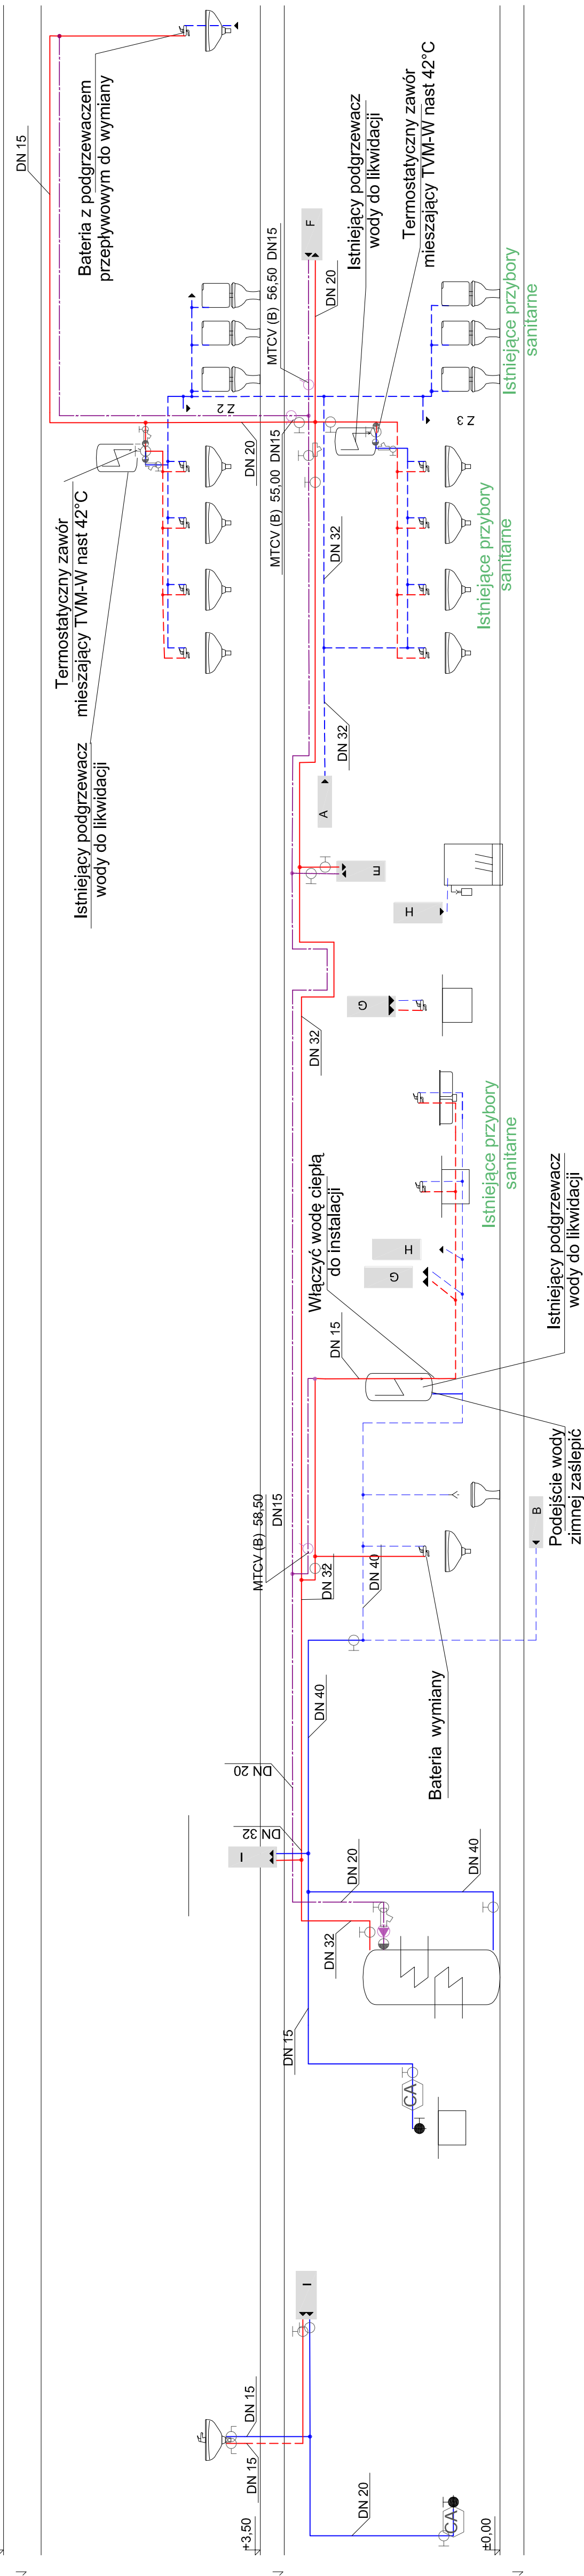 DN 15
Bateria z podgrzewaczem
przepływowym do wymiany
Termostatyczny zawór
mieszający TVM-W nast 42°C
Istniejący podgrzewacz
wody do likwidacji
Z 2
DN 20
MTCV (B) 56,50 DN15
MTCV (B) 55,00 DN15
F
DN 20
Istniejący podgrzewacz
wody do likwidacji
Termostatyczny zawór
mieszający TVM-W nast 42°C
Z 3
Istniejące przybory
sanitarne
Istniejące przybory
sanitarne
DN 32
DN 32
A
E
H
G
DN 32
Istniejące przybory
sanitarne
Włączyć wodę ciepłą
do instalacji
H
G
DN 15
Istniejący podgrzewacz
wody do likwidacji
Podejście wody
zimnej zaślepić
B
MTCV (B) 58,50
DN15
DN 32
DN 40
DN 40
Bateria wymiany
DN 20
DN 32
I
DN 20
DN 40
DN 32
DN 15
CA
I
DN 15
DN 15
DN 20
CA
+3,50
±0,00